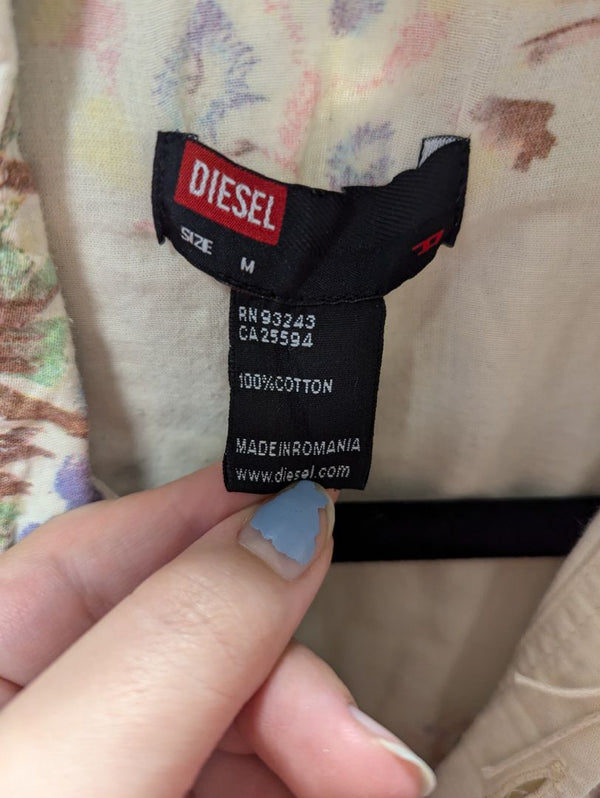 DIESEL
SIZE M
RN 93243
CA 25594
100%COTTON
MADE IN ROMANIA
www.diesel.com